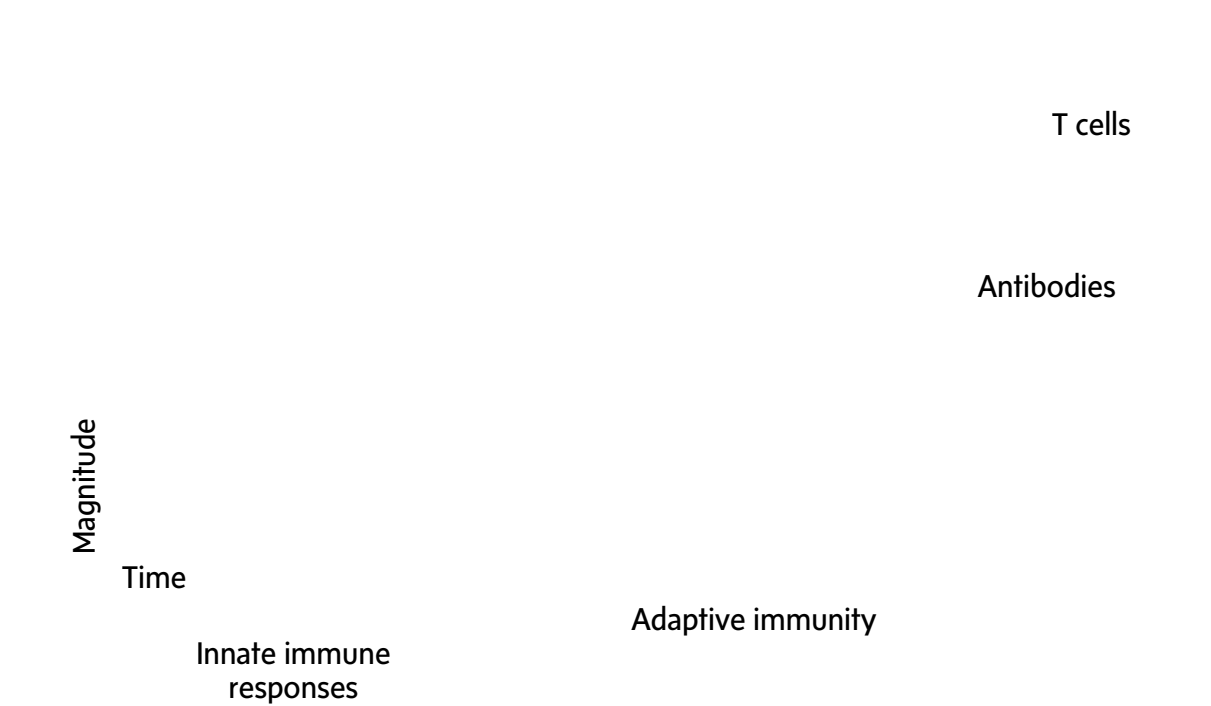 T cells
Antibodies
Magnitude
Time
Adaptive immunity
Innate immune
responses